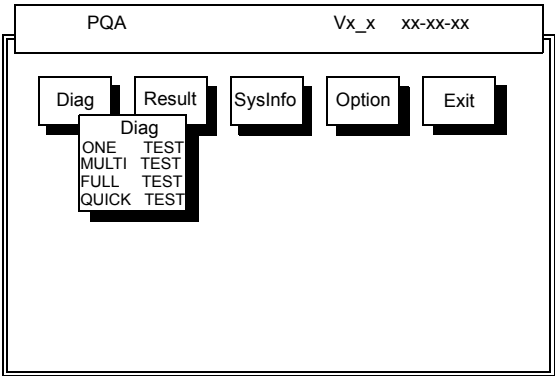 PQA Vx_x xx-xx-xx
Diag Result SysInfo Option Exit
Diag
ONE TEST
MULTI TEST
FULL TEST
QUICK TEST